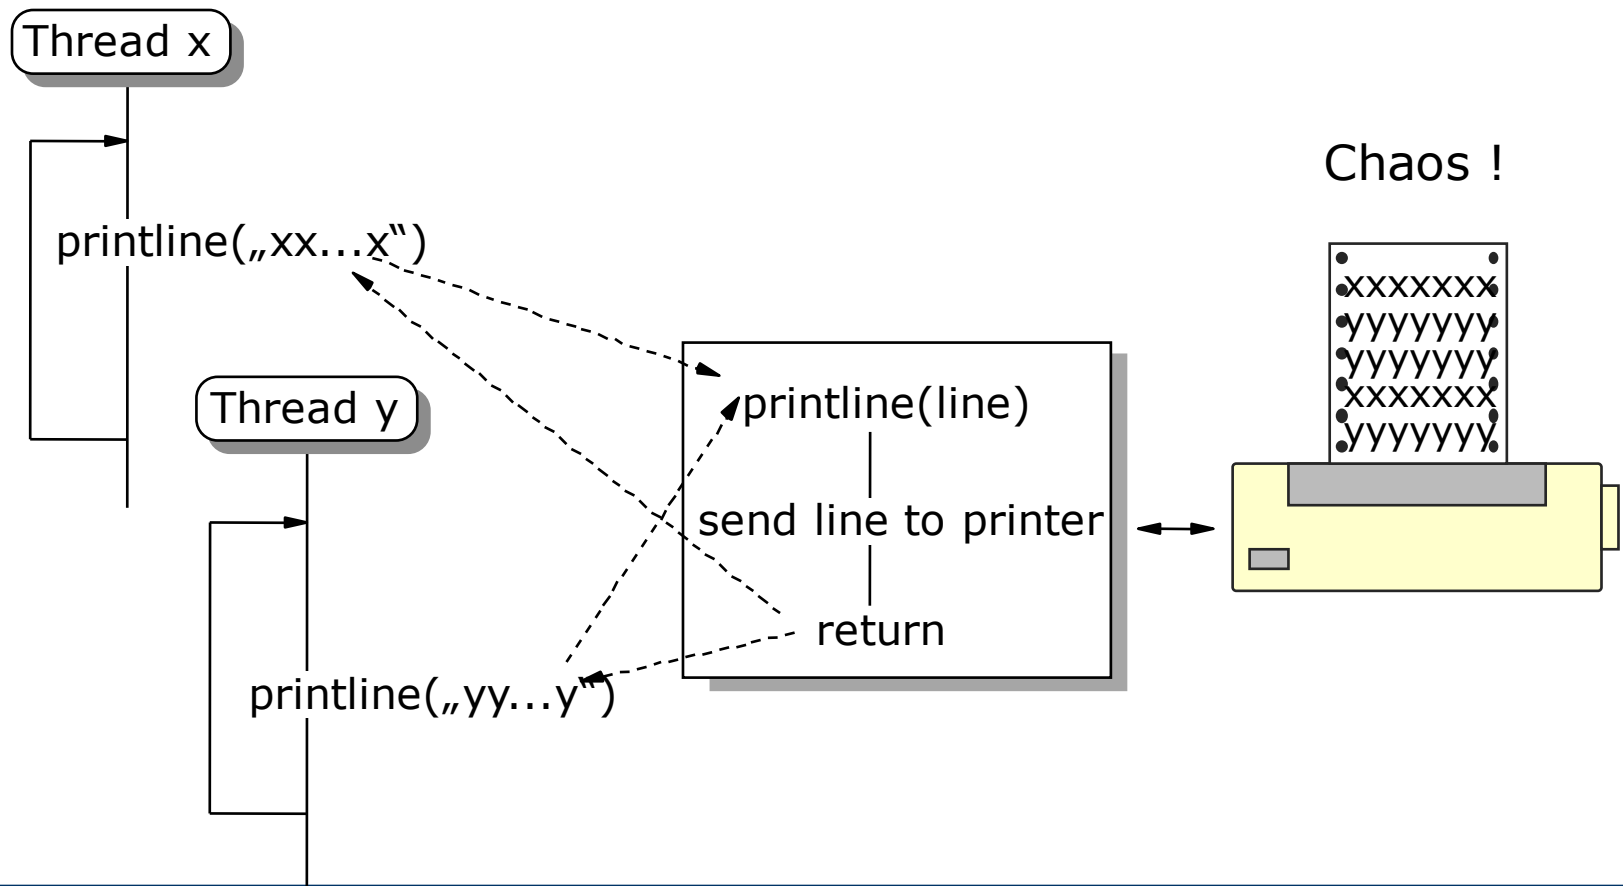 Thread x
Chaos !
printline(„xx...x“)
xxxxxxx
yyyyyyy
yyyyyyy
xxxxxxx
yyyyyyy
Thread y
printline(line)
send line to printer
return
printline(„yy...y“)